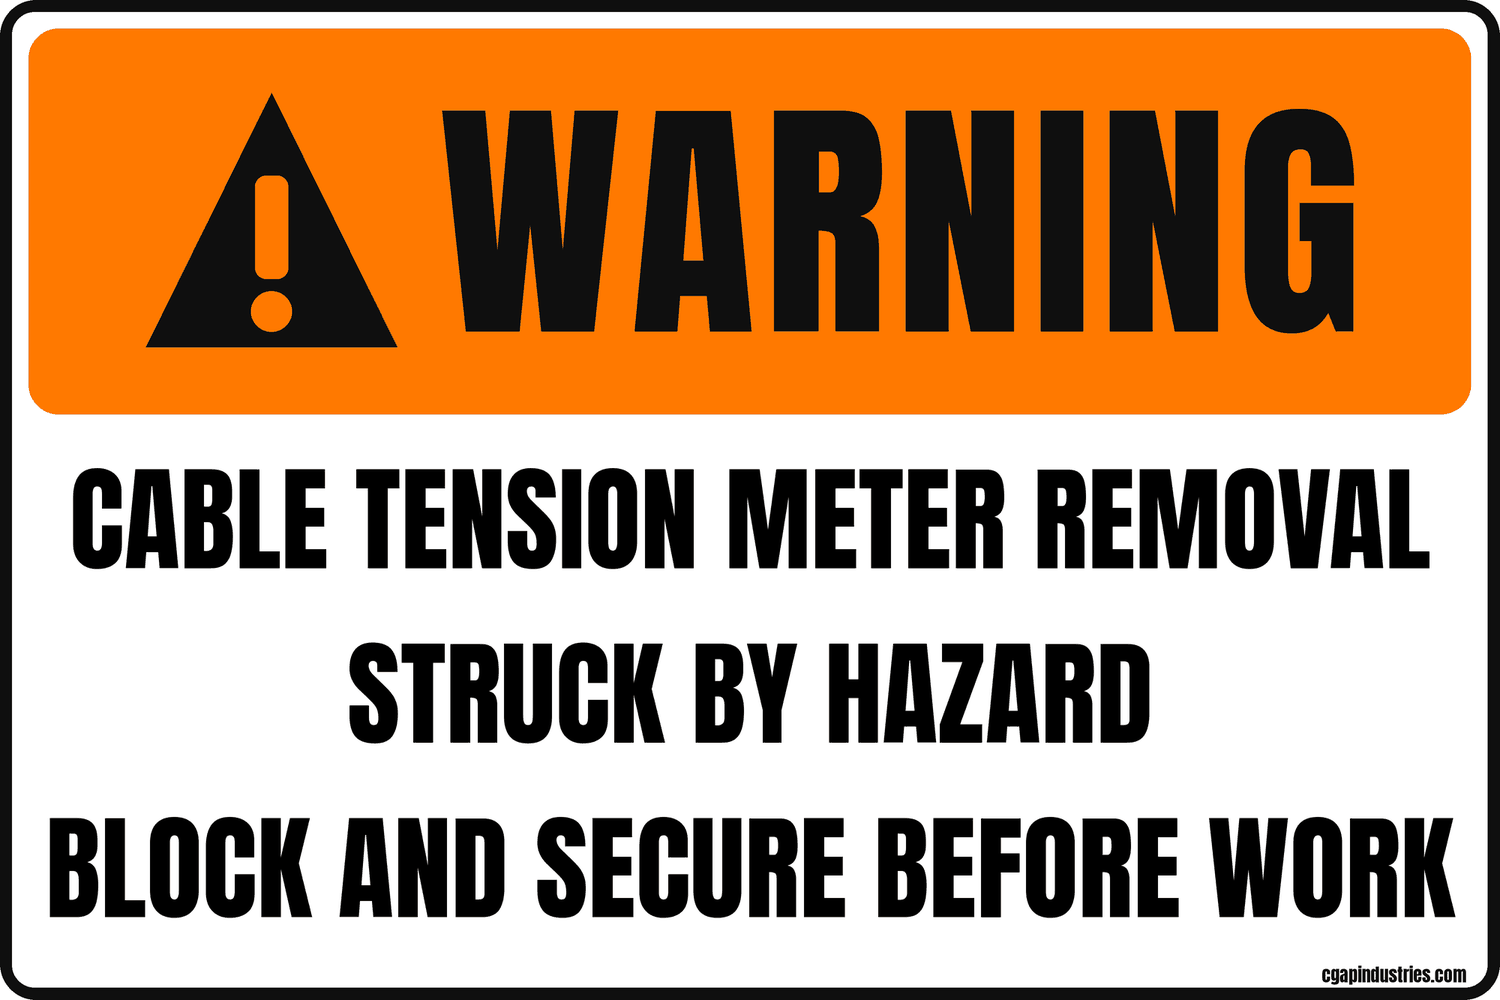 WARNING
CABLE TENSION METER REMOVAL
STRUCK BY HAZARD
BLOCK AND SECURE BEFORE WORK
cgapindustries.com